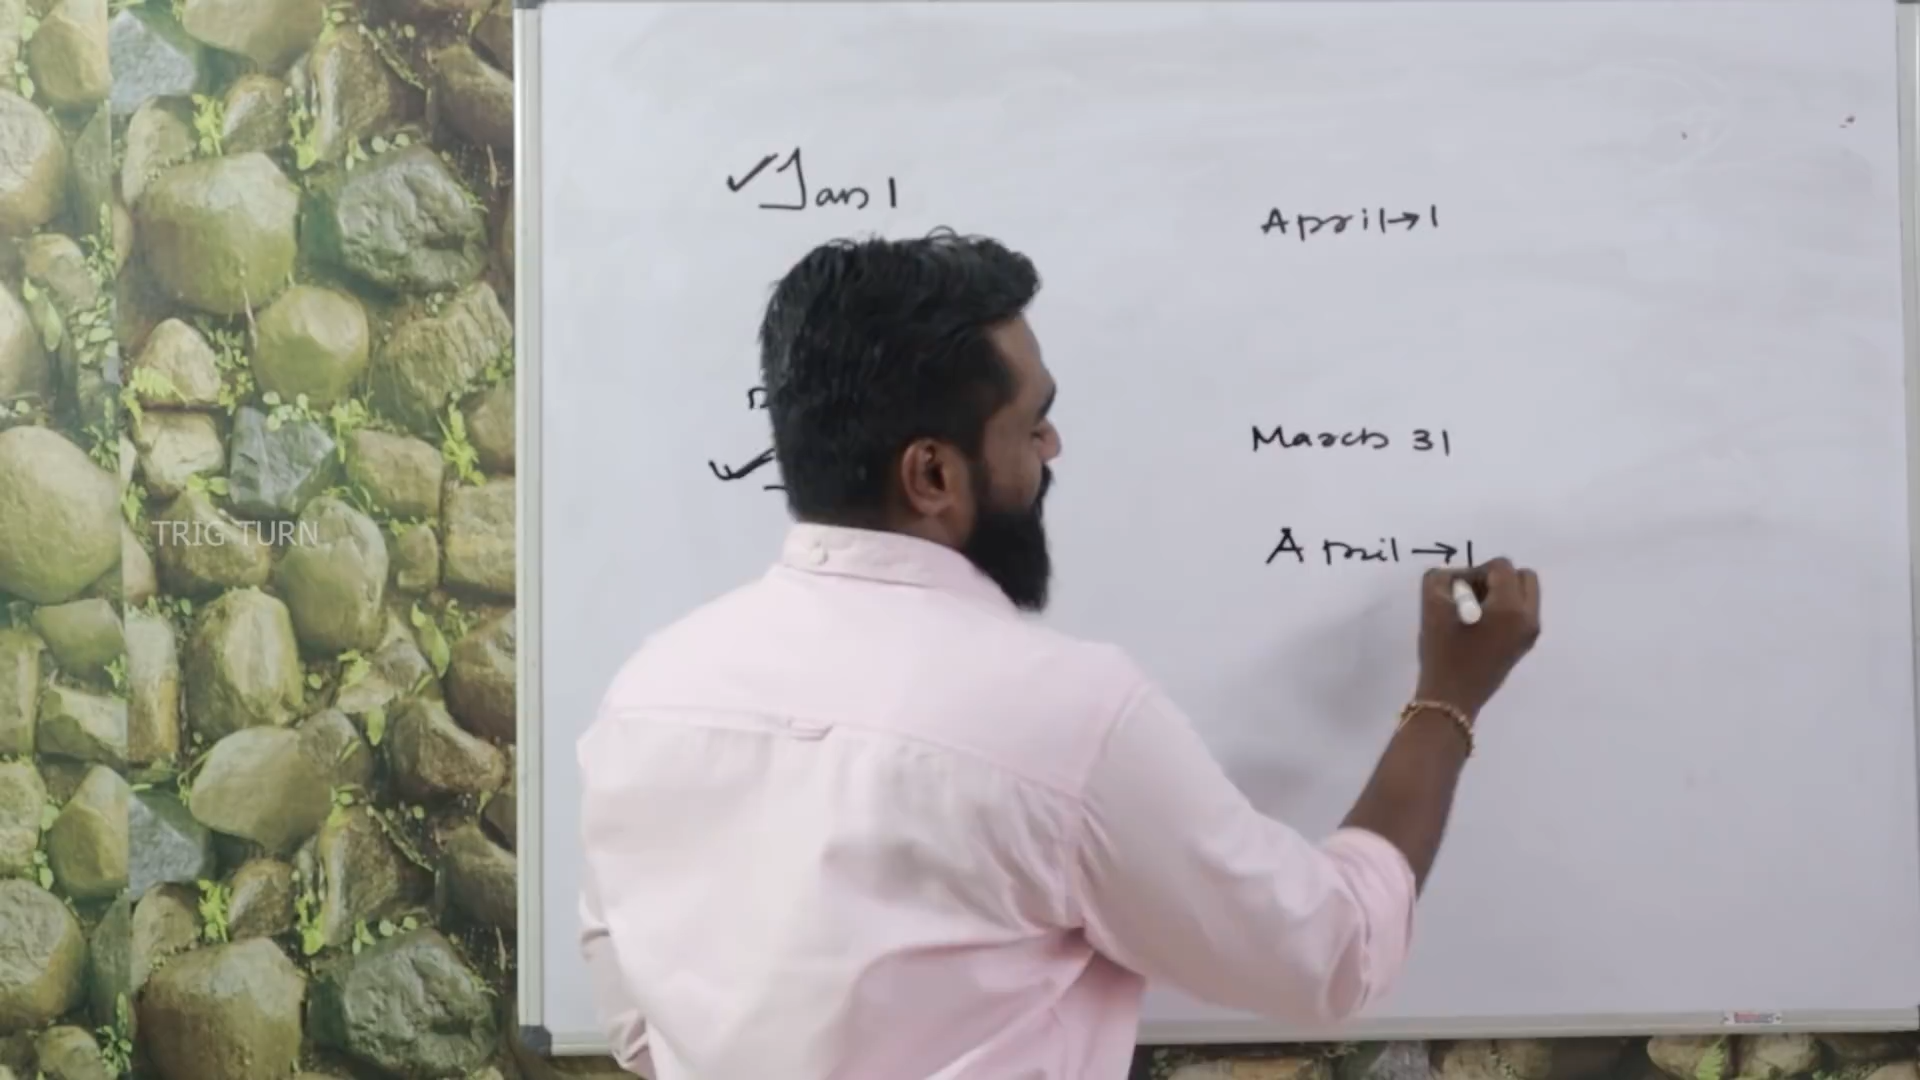 Jan 1
April → 1
March 31
April → 1
TRIG TURN